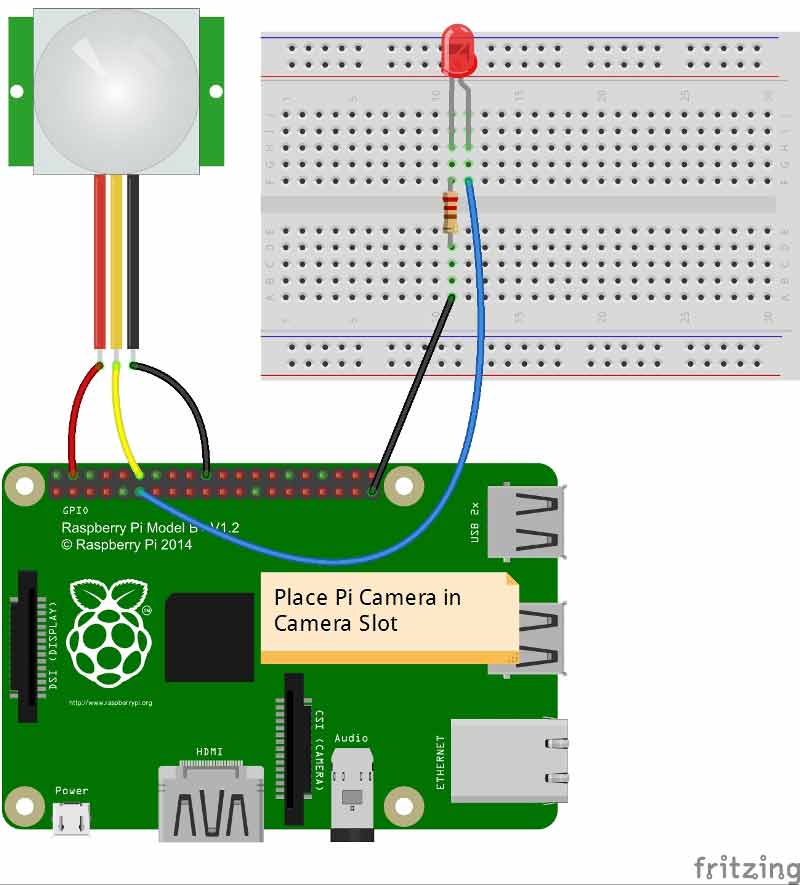 1 5 10 15 20 25 30
J
I
H
G
F
E
D
C
B
A
1 5 15 20 25 30
GPIO
Raspberry Pi Model B+ V1.2
© Raspberry Pi 2014
USB 2x
Place Pi Camera in
Camera Slot
DSI (DISPLAY)
http://www.raspberrypi.org
CSI (CAMERA)
Audio
HDMI
ETHERNET
Power
fritzing